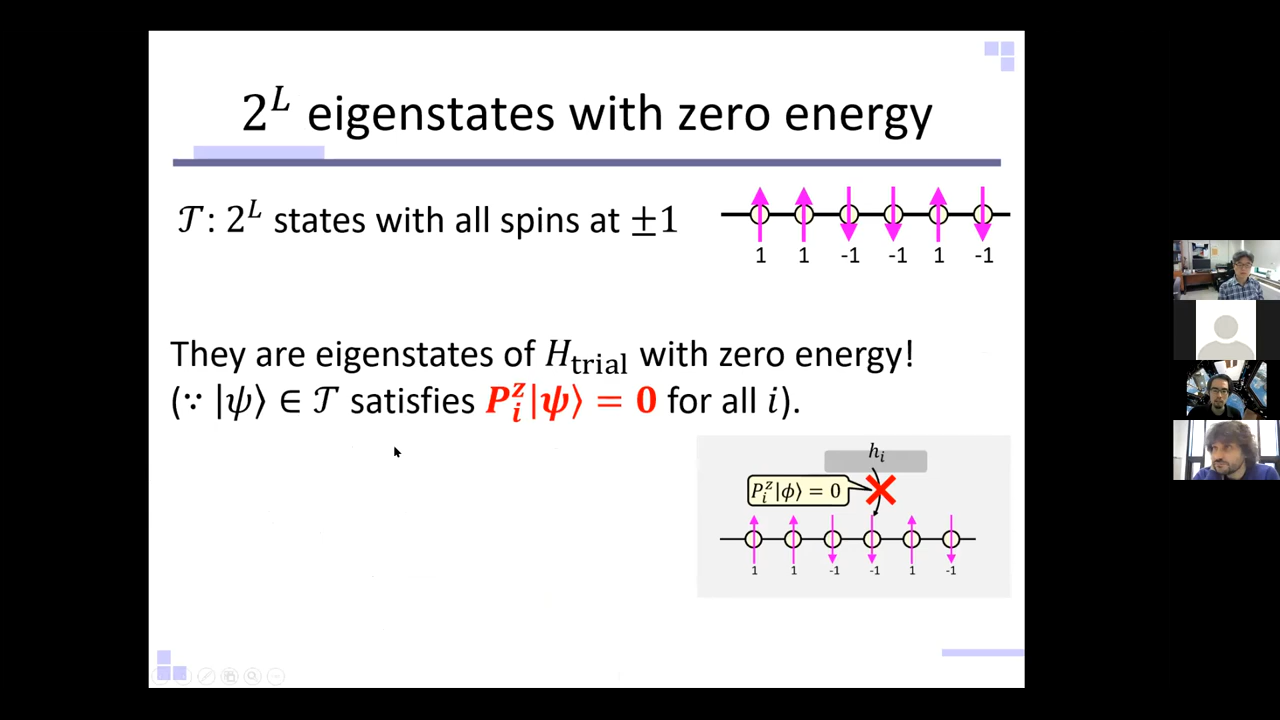 2^L eigenstates with zero energy
𝒯: 2^L states with all spins at ±1
1 1 -1 -1 1 -1
They are eigenstates of H_trial with zero energy!
(∵ |ψ⟩ ∈ 𝒯 satisfies P_i^z|ψ⟩ = 0 for all i).
h_i
P_i^z|ϕ⟩ = 0
1 1 -1 -1 1 -1